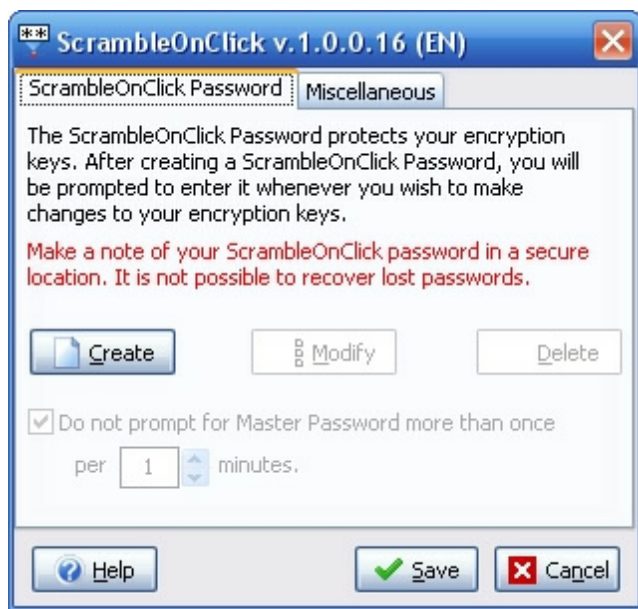 ScrambleOnClick v.1.0.0.16 (EN)
ScrambleOnClick Password
Miscellaneous
The ScrambleOnClick Password protects your encryption
keys. After creating a ScrambleOnClick Password, you will
be prompted to enter it whenever you wish to make
changes to your encryption keys.
Make a note of your ScrambleOnClick password in a secure
location. It is not possible to recover lost passwords.
Create
Modify
Delete
Do not prompt for Master Password more than once
per 1 minutes.
Help
Save
Cancel